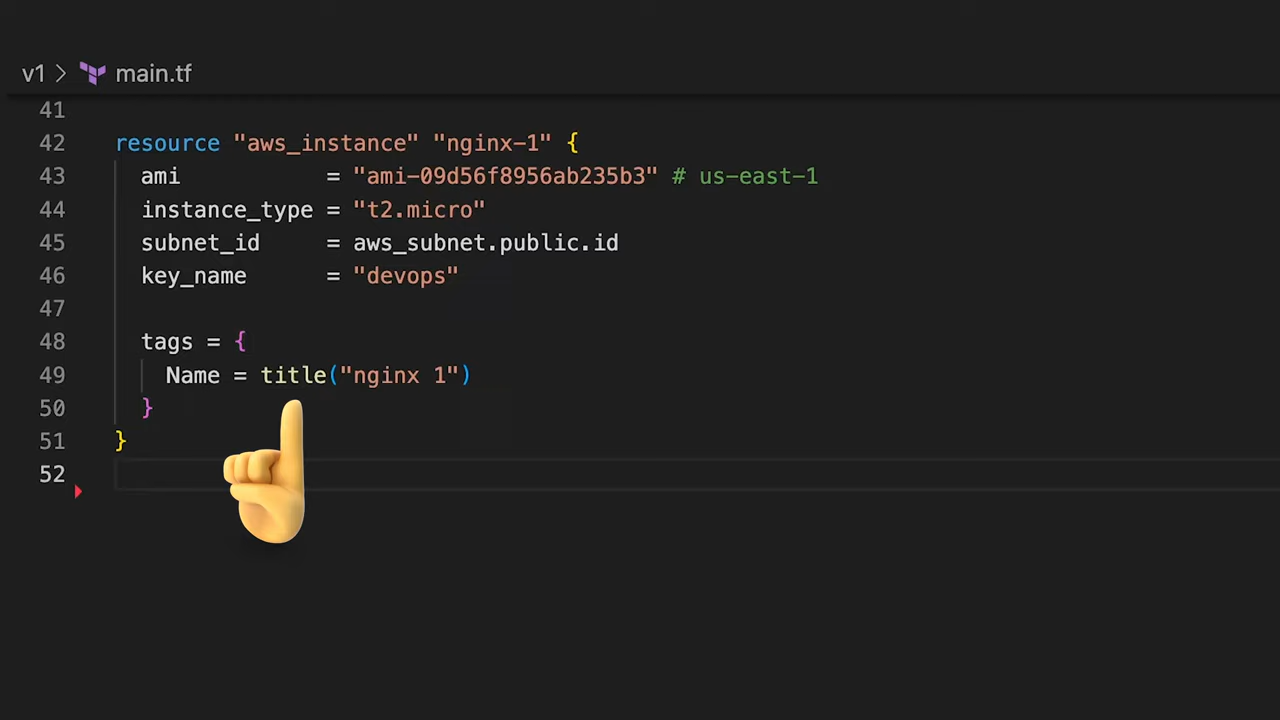 v1 > main.tf
41
42 resource "aws_instance" "nginx-1" {
43   ami           = "ami-09d56f8956ab235b3" # us-east-1
44   instance_type = "t2.micro"
45   subnet_id     = aws_subnet.public.id
46   key_name      = "devops"
47
48   tags = {
49     Name = title("nginx 1")
50   }
51 }
52